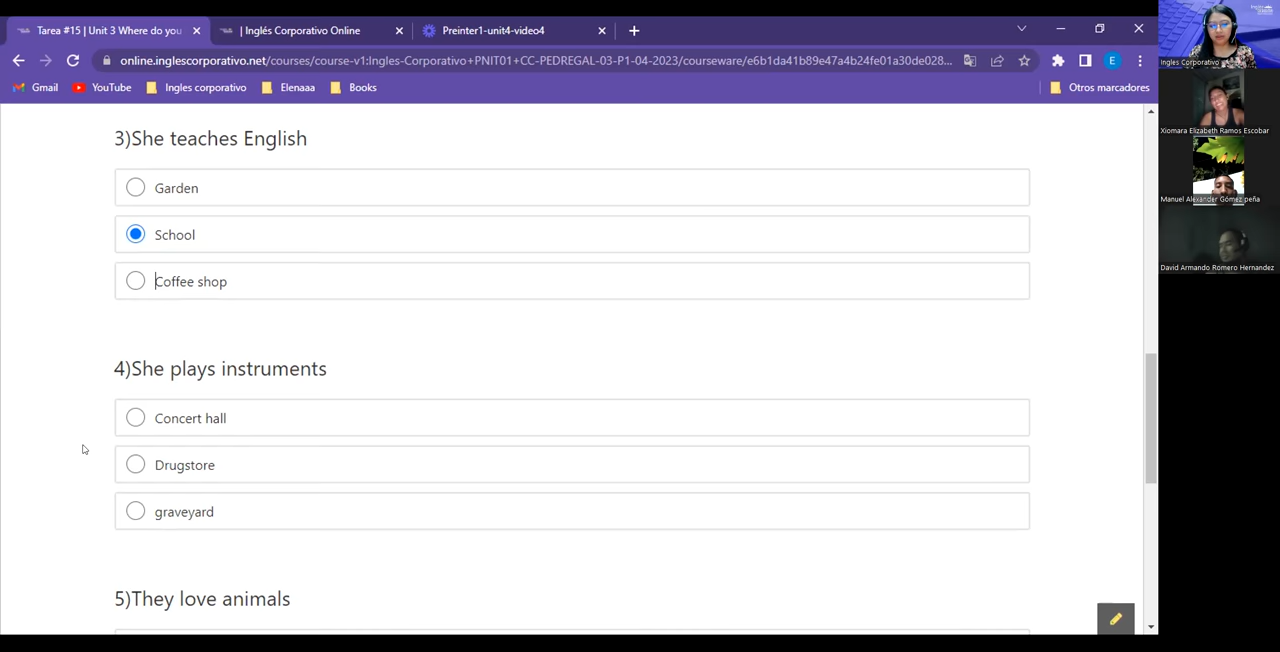 Tarea #15 | Unit 3 Where do you
| Inglés Corporativo Online
Preinter1-unit4-video4
online.inglescorporativo.net/courses/course-v1:Ingles-Corporativo+PNIT01+CC-PEDREGAL-03-P1-04-2023/courseware/e6b1da41b89e47a4b24fe01a30de028...
E
Gmail
YouTube
Ingles corporativo
Elenaaa
Books
Otros marcadores
3)She teaches English
Garden
School
Coffee shop
4)She plays instruments
Concert hall
Drugstore
graveyard
5)They love animals
Ingles Corporativo
Xiomara Elizabeth Ramos Escobar
Manuel Alexander Gómez peña
David Armando Romero Hernandez